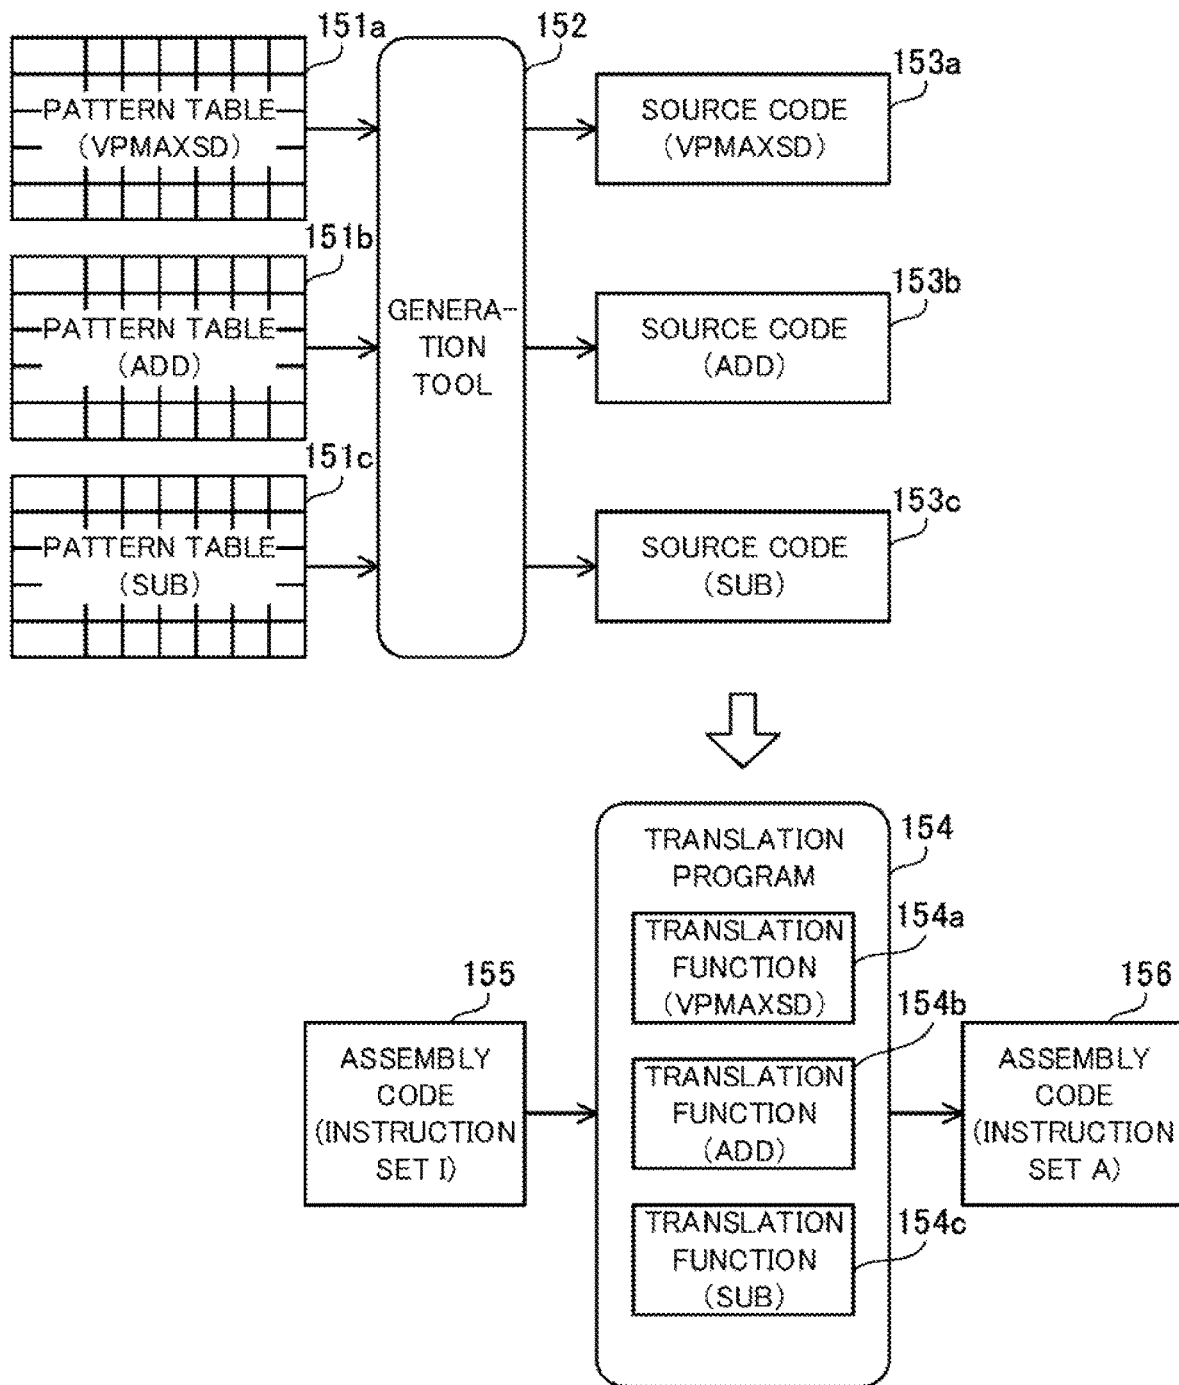 151a
152
153a
PATTERN TABLE
(VPMAXSD)
SOURCE CODE
(VPMAXSD)
151b
153b
PATTERN TABLE
(ADD)
GENERA-
TION
TOOL
SOURCE CODE
(ADD)
151c
153c
PATTERN TABLE
(SUB)
SOURCE CODE
(SUB)
154
TRANSLATION
PROGRAM
154a
TRANSLATION
FUNCTION
(VPMAXSD)
155
154b
156
ASSEMBLY
CODE
(INSTRUCTION
SET I)
TRANSLATION
FUNCTION
(ADD)
ASSEMBLY
CODE
(INSTRUCTION
SET A)
154c
TRANSLATION
FUNCTION
(SUB)